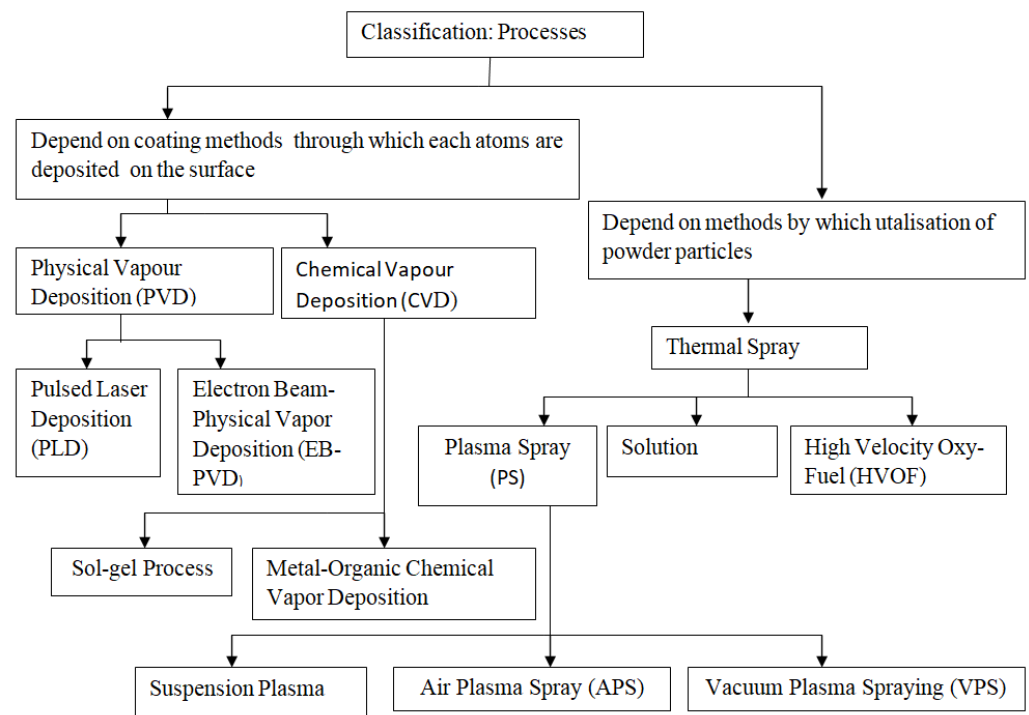 Classification: Processes
Depend on coating methods through which each atoms are
deposited on the surface
Depend on methods by which utalisation of
powder particles
Physical Vapour
Deposition (PVD)
Chemical Vapour
Deposition (CVD)
Thermal Spray
Pulsed Laser
Deposition
(PLD)
Electron Beam-
Physical Vapor
Deposition (EB-
PVD)
Plasma Spray
(PS)
Solution
High Velocity Oxy-
Fuel (HVOF)
Sol-gel Process
Metal-Organic Chemical
Vapor Deposition
Suspension Plasma
Air Plasma Spray (APS)
Vacuum Plasma Spraying (VPS)